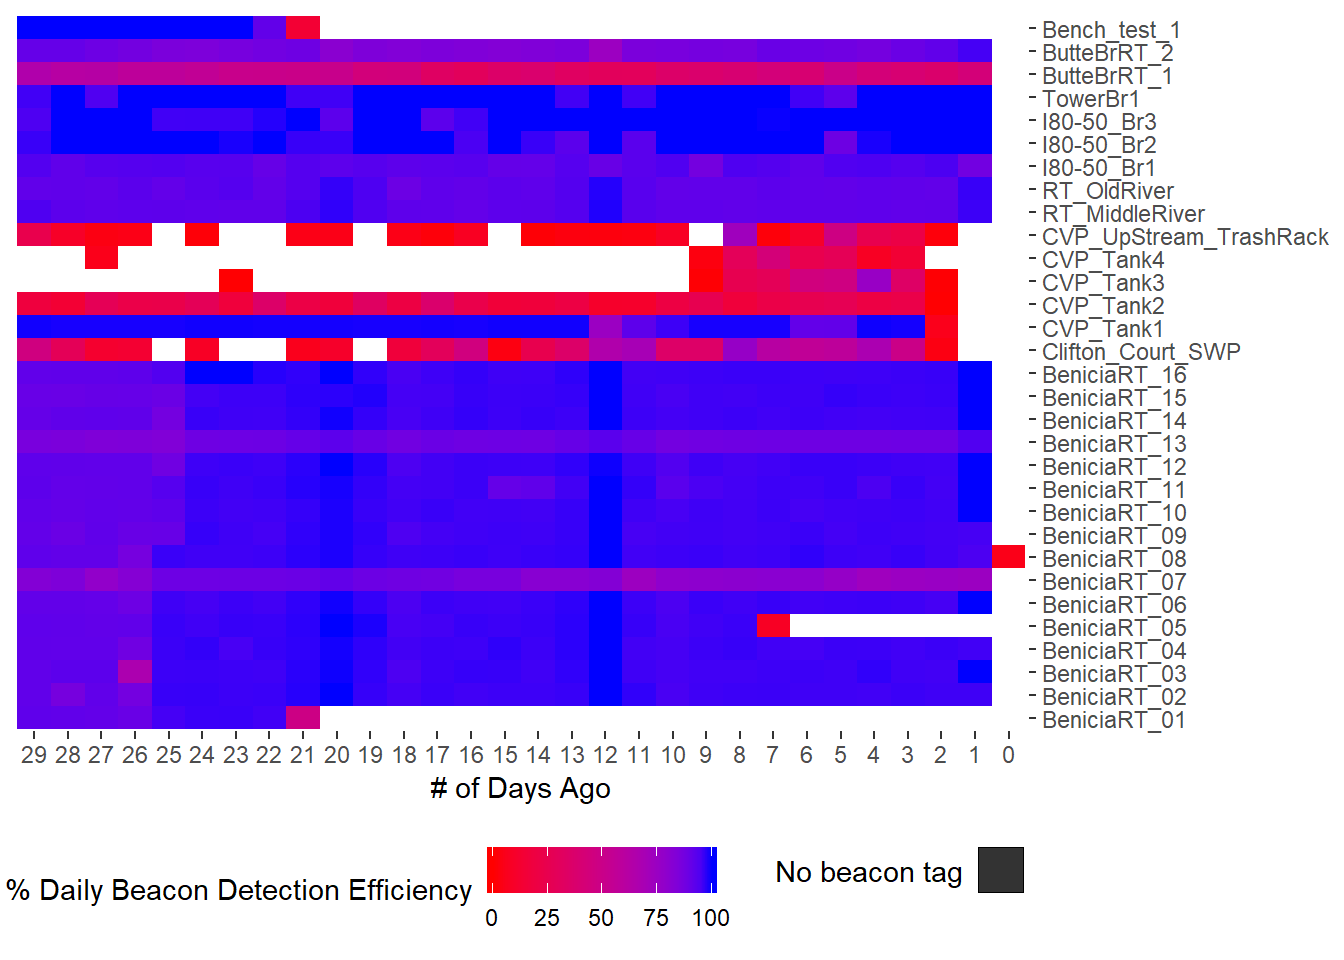 Bench_test_1
ButteBrRT_2
ButteBrRT_1
TowerBr1
I80-50_Br3
I80-50_Br2
I80-50_Br1
RT_OldRiver
RT_MiddleRiver
CVP_UpStream_TrashRack
CVP_Tank4
CVP_Tank3
CVP_Tank2
CVP_Tank1
Clifton_Court_SWP
BeniciaRT_16
BeniciaRT_15
BeniciaRT_14
BeniciaRT_13
BeniciaRT_12
BeniciaRT_11
BeniciaRT_10
BeniciaRT_09
BeniciaRT_08
BeniciaRT_07
BeniciaRT_06
BeniciaRT_05
BeniciaRT_04
BeniciaRT_03
BeniciaRT_02
BeniciaRT_01
29 28 27 26 25 24 23 22 21 20 19 18 17 16 15 14 13 12 11 10 9 8 7 6 5 4 3 2 1 0
# of Days Ago
% Daily Beacon Detection Efficiency
0 25 50 75 100
No beacon tag